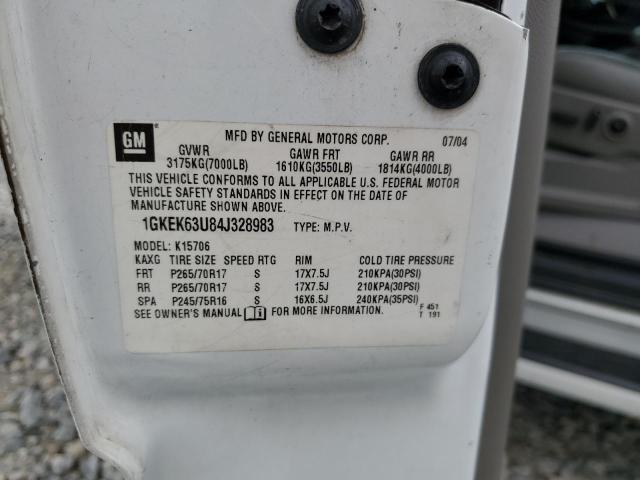 GM
MFD BY GENERAL MOTORS CORP. 07/04
GVWR GAWR FRT GAWR RR
3175KG(7000LB) 1610KG(3550LB) 1814KG(4000LB)
THIS VEHICLE CONFORMS TO ALL APPLICABLE U.S. FEDERAL MOTOR
VEHICLE SAFETY STANDARDS IN EFFECT ON THE DATE OF
MANUFACTURE SHOWN ABOVE.
1GKEK63U84J328983 TYPE: M.P.V.
MODEL: K15706
KAXG TIRE SIZE SPEED RTG RIM COLD TIRE PRESSURE
FRT P265/70R17 S 17X7.5J 210KPA(30PSI)
RR P265/70R17 S 17X7.5J 210KPA(30PSI)
SPA P245/75R16 S 16X6.5J 240KPA(35PSI)
SEE OWNER'S MANUAL FOR MORE INFORMATION.
F 451
T 191